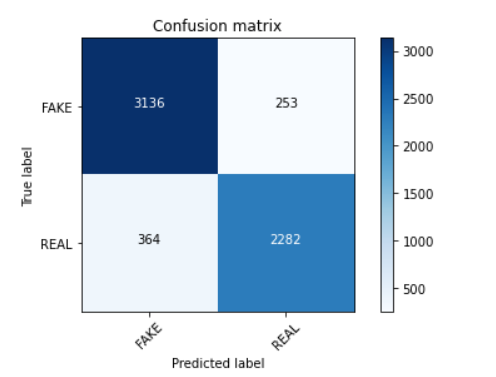 Confusion matrix
FAKE 3136 253
REAL 364 2282
True label
FAKE REAL
Predicted label
3000
2500
2000
1500
1000
500